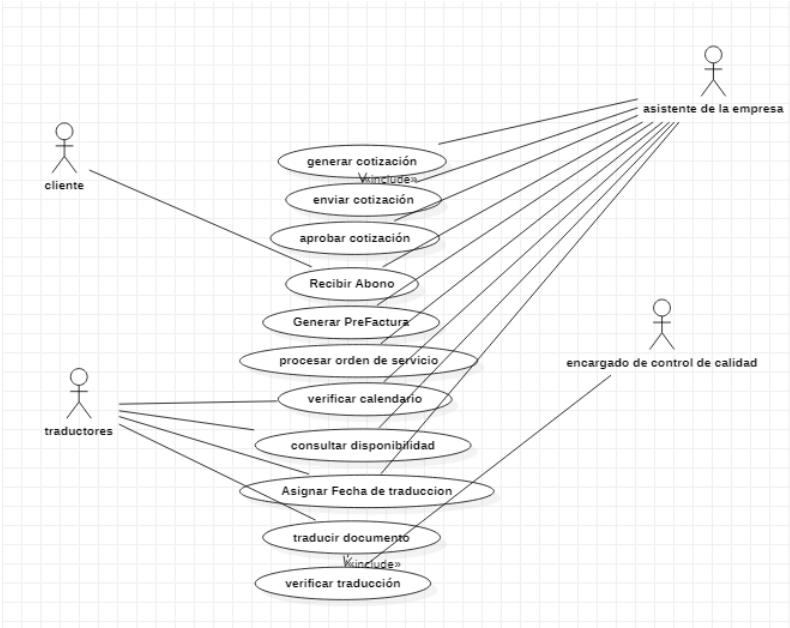 asistente de la empresa
cliente
generar cotización
«include»
enviar cotización
aprobar cotización
Recibir Abono
Generar PreFactura
procesar orden de servicio
encargado de control de calidad
verificar calendario
traductores
consultar disponibilidad
Asignar Fecha de traduccion
traducir documento
«include»
verificar traducción